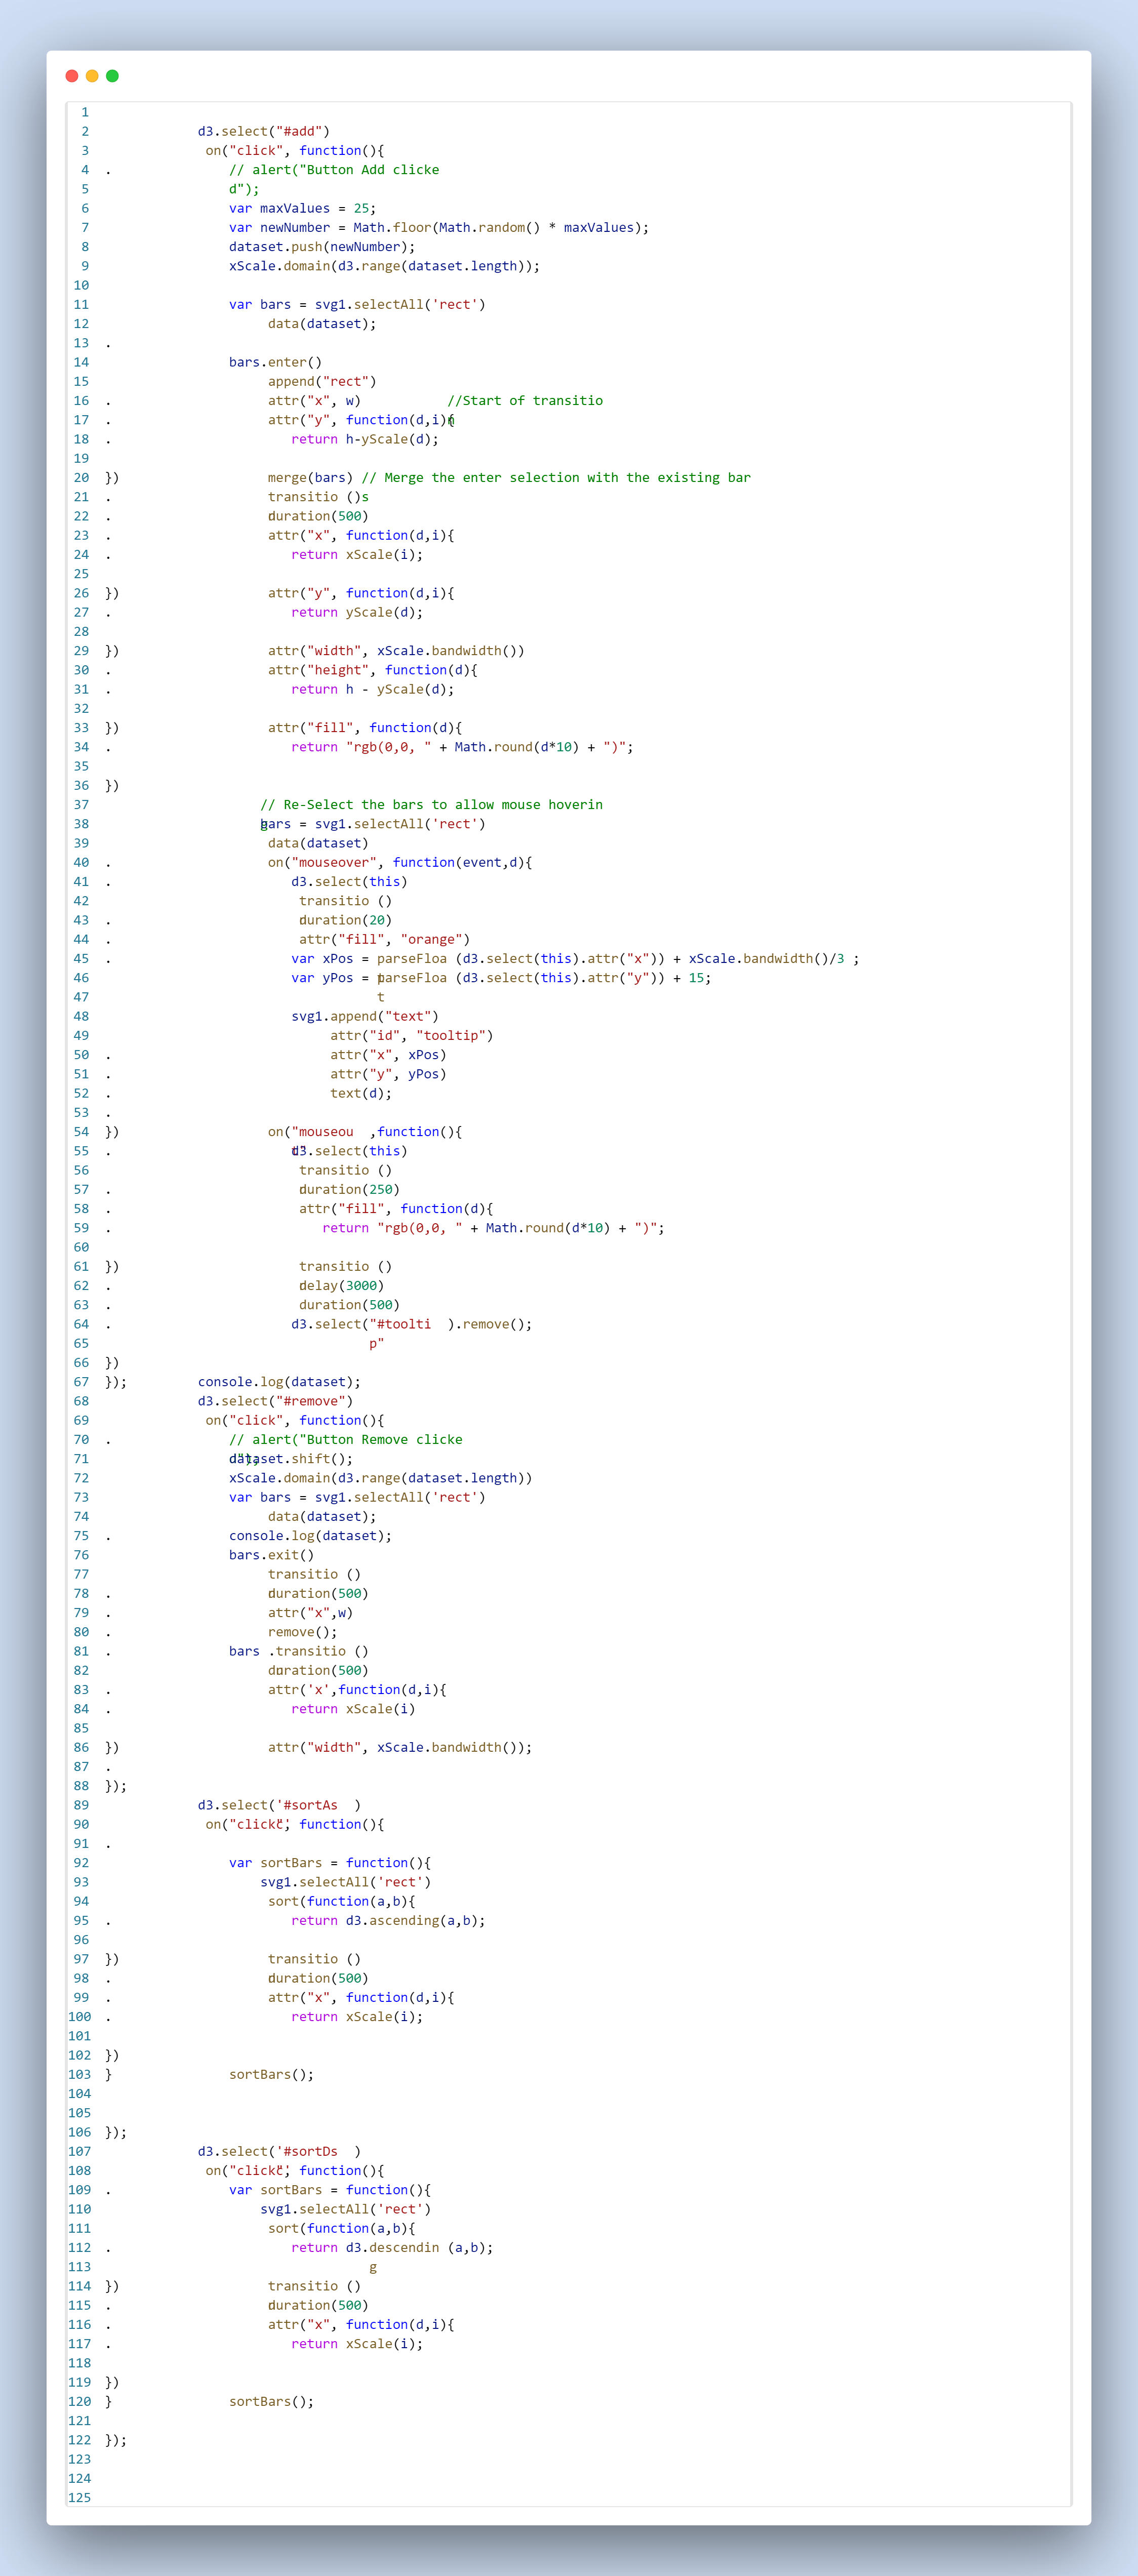 1
2 d3.select("#add")
3 on("click", function(){
4 . // alert("Button Add clicke
5 d");
6 var maxValues = 25;
7 var newNumber = Math.floor(Math.random() * maxValues);
8 dataset.push(newNumber);
9 xScale.domain(d3.range(dataset.length));
10
11 var bars = svg1.selectAll('rect')
12 data(dataset);
13 .
14 bars.enter()
15 append("rect")
16 . attr("x", w) //Start of transitio
17 . attr("y", function(d,i){n
18 . return h-yScale(d);
19
20 }) merge(bars) // Merge the enter selection with the existing bar
21 . transitio ()s
22 . nduration(500)
23 . attr("x", function(d,i){
24 . return xScale(i);
25
26 }) attr("y", function(d,i){
27 . return yScale(d);
28
29 }) attr("width", xScale.bandwidth())
30 . attr("height", function(d){
31 . return h - yScale(d);
32
33 }) attr("fill", function(d){
34 . return "rgb(0,0, " + Math.round(d*10) + ")";
35
36 })
37 // Re-Select the bars to allow mouse hoverin
38 gbars = svg1.selectAll('rect')
39 data(dataset)
40 . on("mouseover", function(event,d){
41 . d3.select(this)
42 transitio ()
43 . nduration(20)
44 . attr("fill", "orange")
45 . var xPos = parseFloa (d3.select(this).attr("x")) + xScale.bandwidth()/3 ;
46 var yPos = tparseFloa (d3.select(this).attr("y")) + 15;
47 t
48 svg1.append("text")
49 attr("id", "tooltip")
50 . attr("x", xPos)
51 . attr("y", yPos)
52 . text(d);
53 .
54 }) on("mouseou ,function(){
55 . t"d3.select(this)
56 transitio ()
57 . nduration(250)
58 . attr("fill", function(d){
59 . return "rgb(0,0, " + Math.round(d*10) + ")";
60
61 }) transitio ()
62 . ndelay(3000)
63 . duration(500)
64 . d3.select("#toolti ).remove();
65 p"
66 })
67 }); console.log(dataset);
68 d3.select("#remove")
69 on("click", function(){
70 . // alert("Button Remove clicke
71 d");dataset.shift();
72 xScale.domain(d3.range(dataset.length))
73 var bars = svg1.selectAll('rect')
74 data(dataset);
75 . console.log(dataset);
76 bars.exit()
77 transitio ()
78 . nduration(500)
79 . attr("x",w)
80 . remove();
81 . bars .transitio ()
82 nduration(500)
83 . attr('x',function(d,i){
84 . return xScale(i)
85
86 }) attr("width", xScale.bandwidth());
87 .
88 });
89 d3.select('#sortAs )
90 on("click", c'function(){
91 .
92 var sortBars = function(){
93 svg1.selectAll('rect')
94 sort(function(a,b){
95 . return d3.ascending(a,b);
96
97 }) transitio ()
98 . nduration(500)
99 . attr("x", function(d,i){
100 . return xScale(i);
101
102 })
103 } sortBars();
104
105
106 });
107 d3.select('#sortDs )
108 on("click", c'function(){
109 . var sortBars = function(){
110 svg1.selectAll('rect')
111 sort(function(a,b){
112 . return d3.descendin (a,b);
113 g
114 }) transitio ()
115 . nduration(500)
116 . attr("x", function(d,i){
117 . return xScale(i);
118
119 })
120 } sortBars();
121
122 });
123
124
125